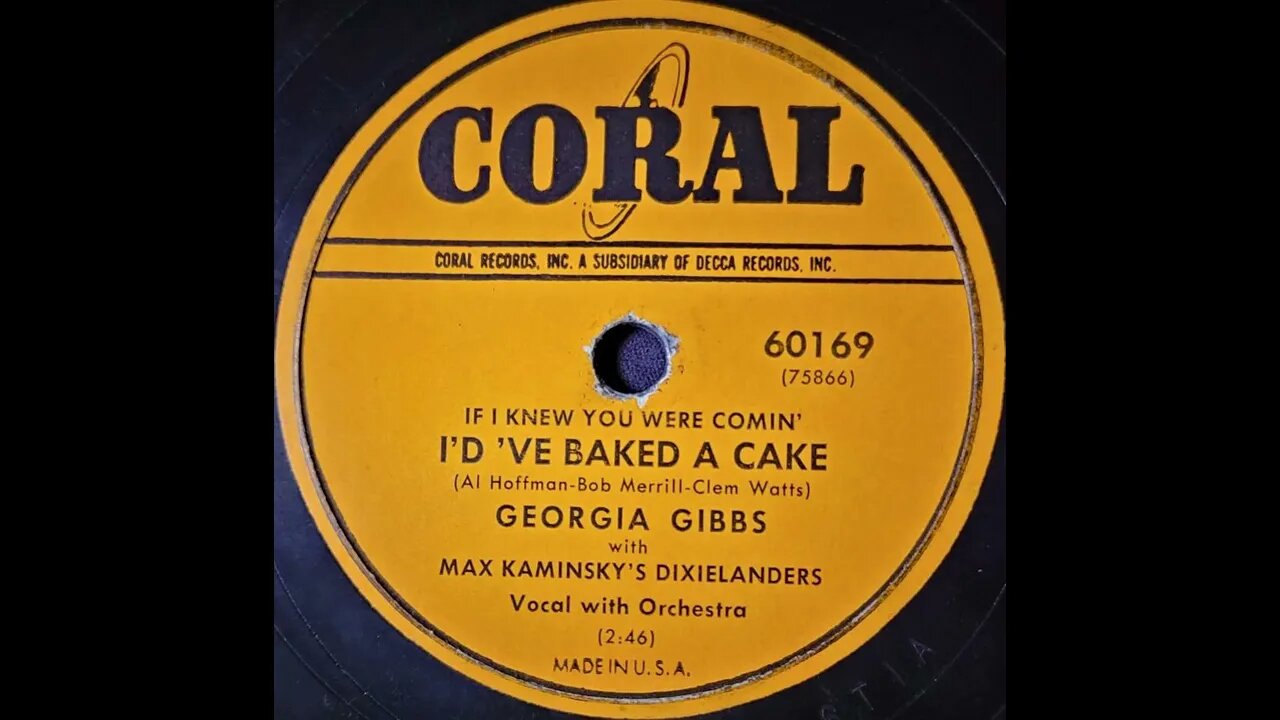 CORAL
CORAL RECORDS, INC. A SUBSIDIARY OF DECCA RECORDS, INC.
60169
(75866)
IF I KNEW YOU WERE COMIN'
I'D 'VE BAKED A CAKE
(Al Hoffman-Bob Merrill-Clem Watts)
GEORGIA GIBBS
with
MAX KAMINSKY'S DIXIELANDERS
Vocal with Orchestra
(2:46)
MADE IN U.S.A.